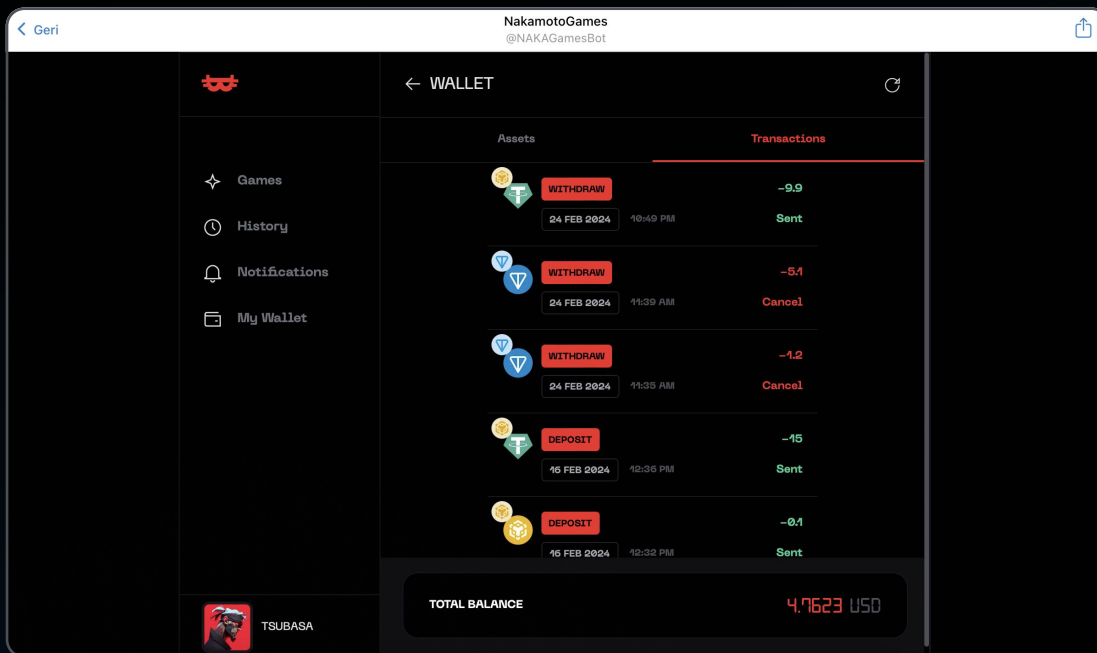 Geri
NakamotoGames
@NAKAGamesBot
WALLET
Assets
Transactions
Games
History
Notifications
My Wallet
WITHDRAW
-9.9
24 FEB 2024 10:49 PM
Sent
WITHDRAW
-5.1
24 FEB 2024 11:39 AM
Cancel
WITHDRAW
-1.2
24 FEB 2024 11:35 AM
Cancel
DEPOSIT
-15
16 FEB 2024 12:36 PM
Sent
DEPOSIT
-0.1
16 FEB 2024 12:32 PM
Sent
TOTAL BALANCE
4.7623 USD
TSUBASA